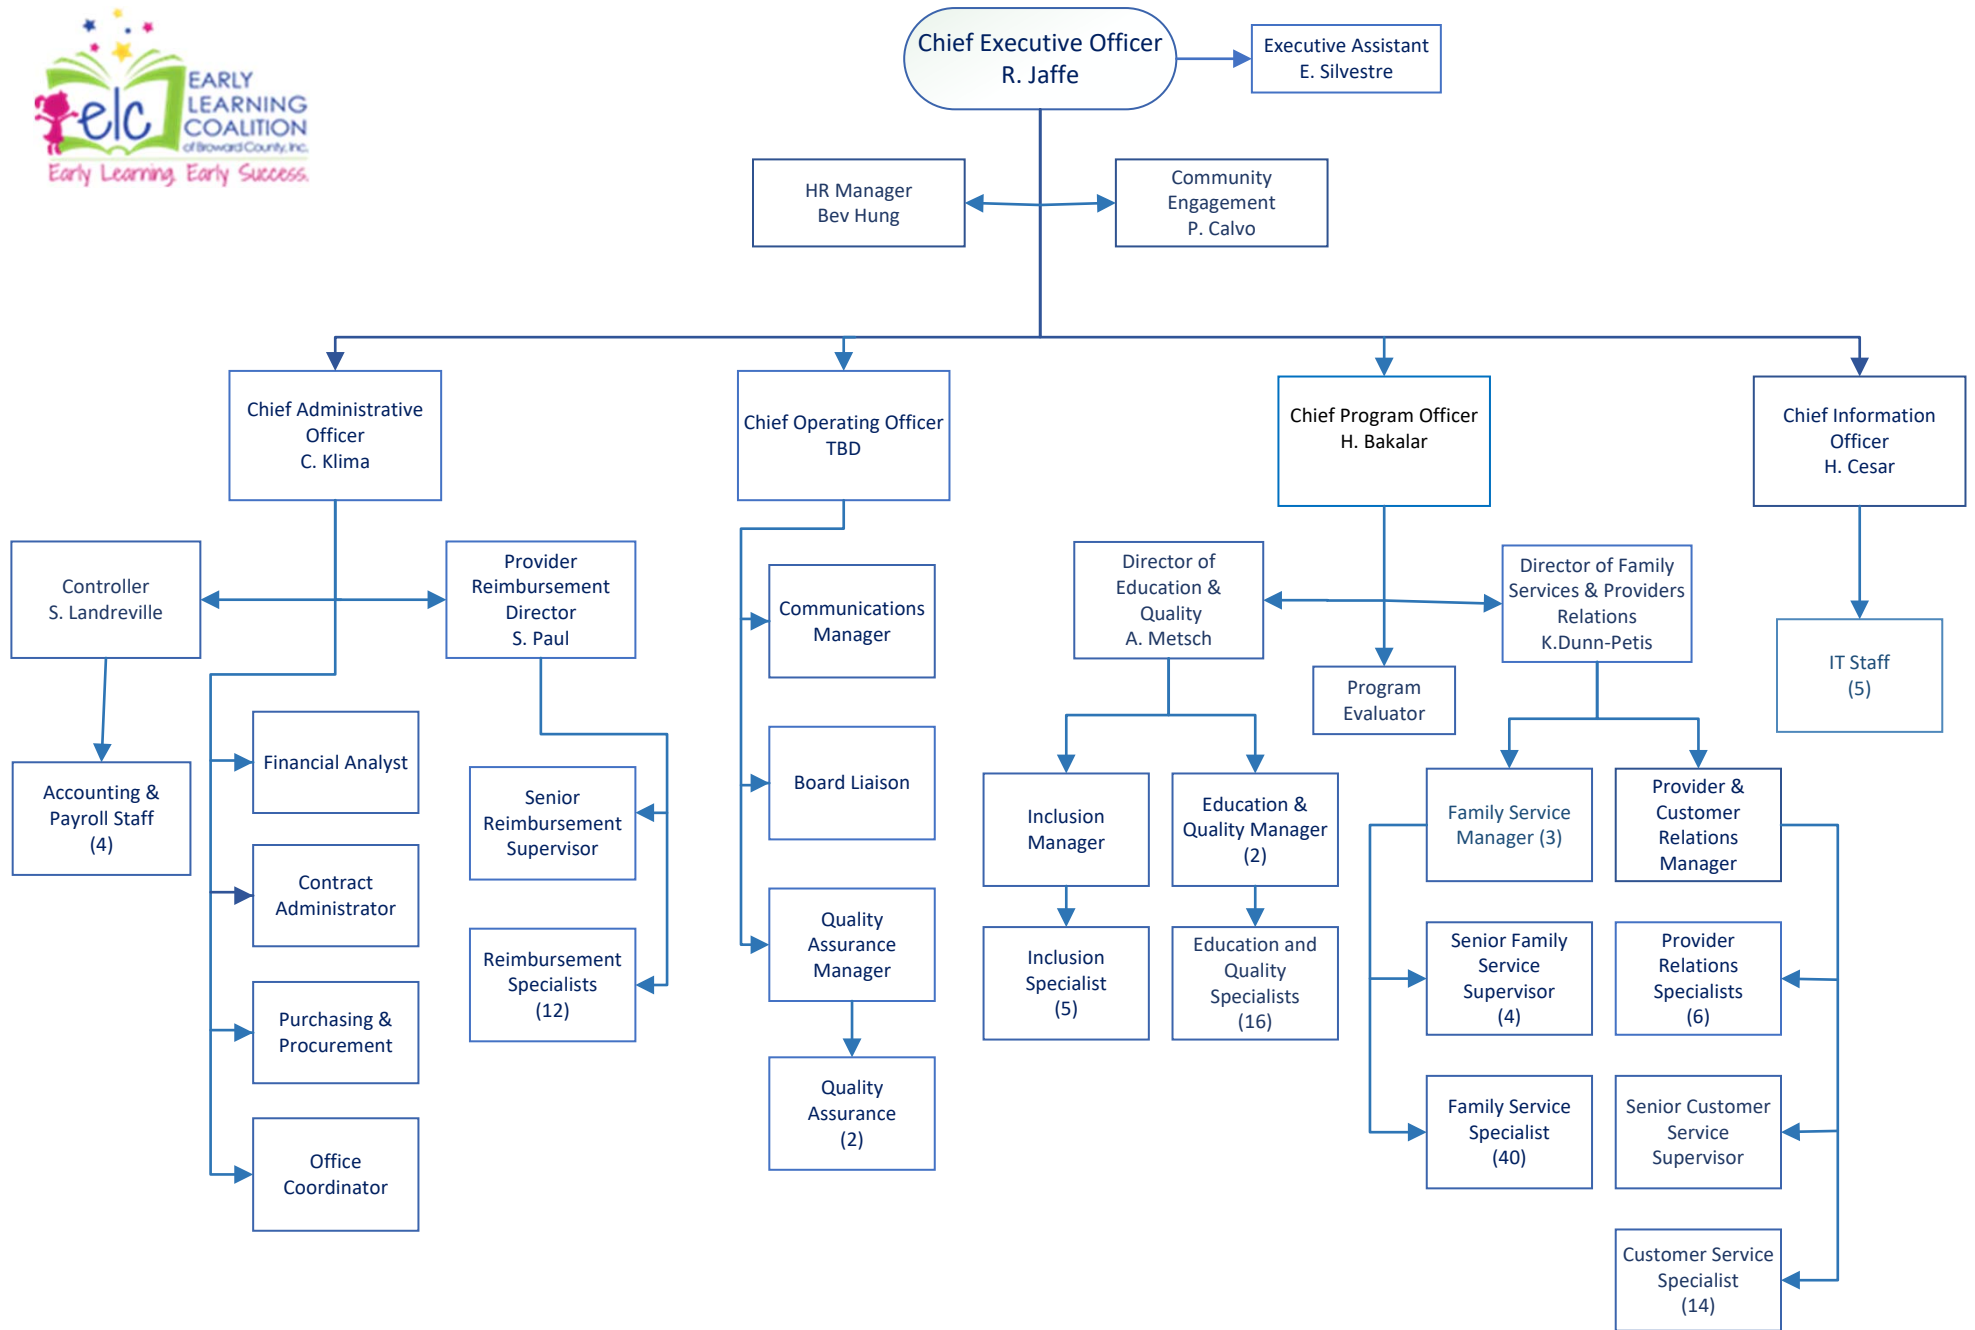 elc
EARLY
LEARNING
COALITION
of Broward County, Inc.
Early Learning. Early Success.
Chief Executive Officer
R. Jaffe
Executive Assistant
E. Silvestre
HR Manager
Bev Hung
Community
Engagement
P. Calvo
Chief Administrative
Officer
C. Klima
Chief Operating Officer
TBD
Chief Program Officer
H. Bakalar
Chief Information
Officer
H. Cesar
Controller
S. Landreville
Provider
Reimbursement
Director
S. Paul
Communications
Manager
Director of
Education &
Quality
A. Metsch
Director of Family
Services & Providers
Relations
K.Dunn-Petis
IT Staff
(5)
Program
Evaluator
Accounting &
Payroll Staff
(4)
Financial Analyst
Senior
Reimbursement
Supervisor
Board Liaison
Inclusion
Manager
Education &
Quality Manager
(2)
Family Service
Manager (3)
Provider &
Customer
Relations
Manager
Contract
Administrator
Reimbursement
Specialists
(12)
Quality
Assurance
Manager
Inclusion
Specialist
(5)
Education and
Quality
Specialists
(16)
Senior Family
Service
Supervisor
(4)
Provider
Relations
Specialists
(6)
Purchasing &
Procurement
Quality
Assurance
(2)
Family Service
Specialist
(40)
Senior Customer
Service
Supervisor
Office
Coordinator
Customer Service
Specialist
(14)